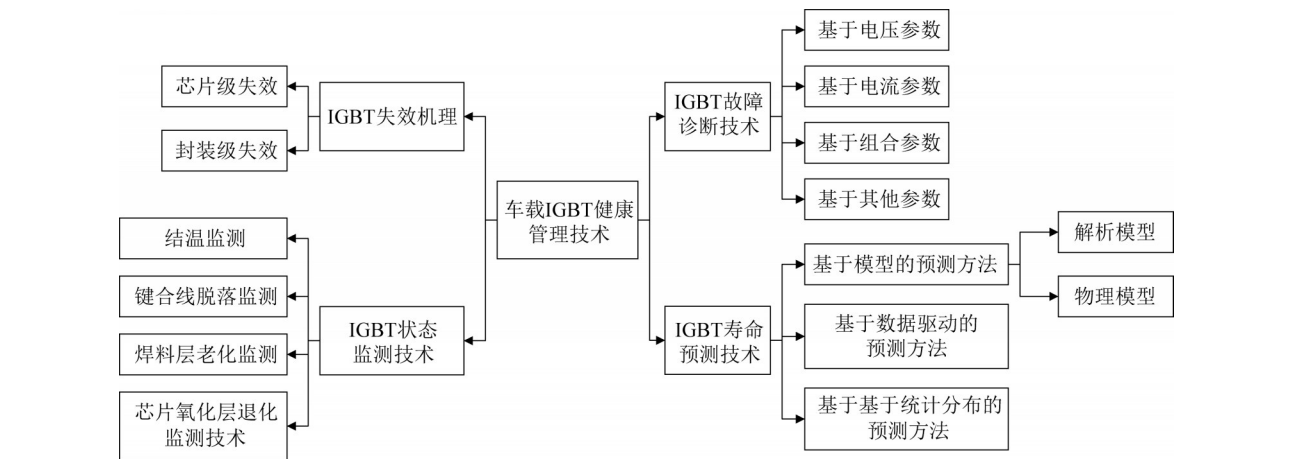 车载IGBT健康
管理技术
IGBT失效机理
芯片级失效
封装级失效
IGBT状态
监测技术
结温监测
键合线脱落监测
焊料层老化监测
芯片氧化层退化
监测技术
IGBT故障
诊断技术
基于电压参数
基于电流参数
基于组合参数
基于其他参数
IGBT寿命
预测技术
基于模型的预测方法
解析模型
物理模型
基于数据驱动的
预测方法
基于基于统计分布的
预测方法